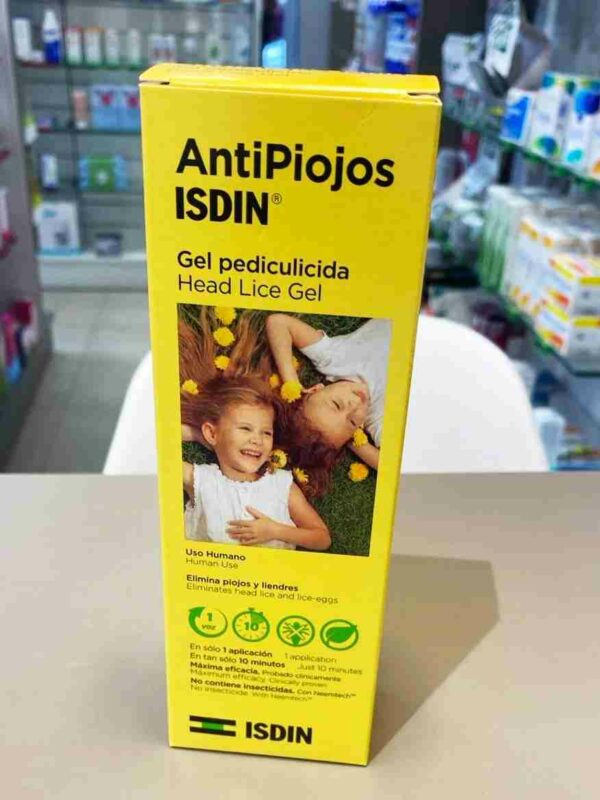 AntiPiojos
ISDIN®
Gel pediculicida
Head Lice Gel
Uso Humano
Human Use
Elimina piojos y liendres
Eliminates head lice and lice-eggs
1
vez
10
En sólo 1 aplicación 1 application
En tan sólo 10 minutos Just 10 minutes
Máxima eficacia. Probado clínicamente
Maximum efficacy. Clinically proven
No contiene insecticidas. Con Neemtech™
No insecticide. With Neemtech™
ISDIN